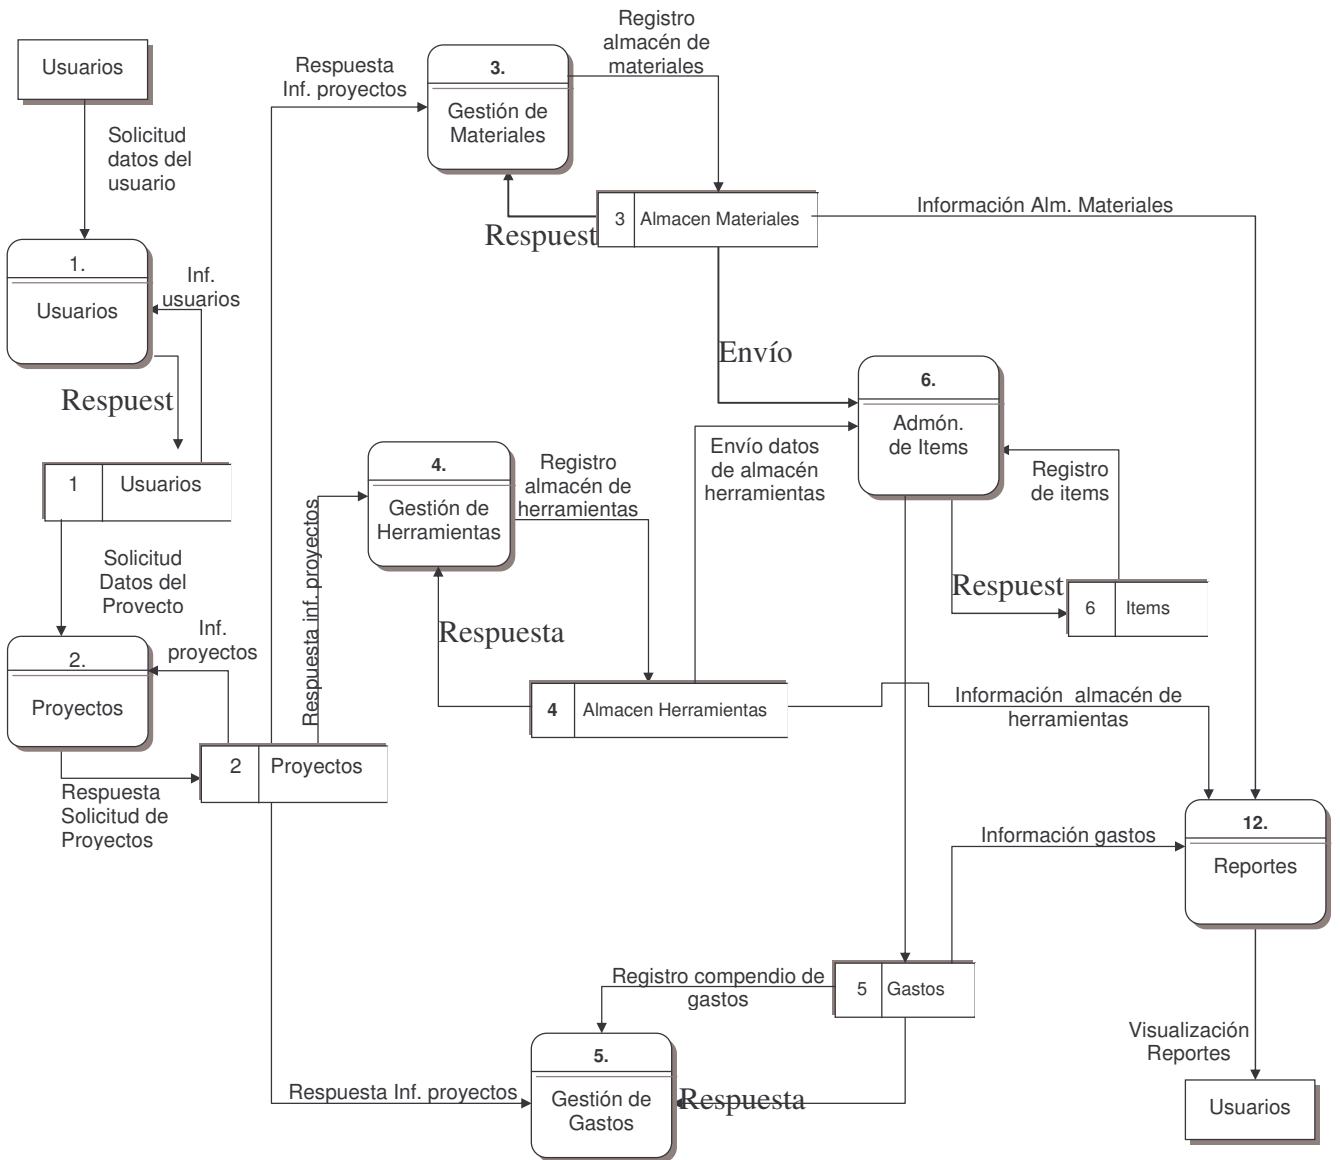 Usuarios
Solicitud
datos del
usuario
1.
Usuarios
Inf.
usuarios
Respuest
1 Usuarios
Solicitud
Datos del
Proyecto
2.
Proyectos
Inf.
proyectos
Respuesta
Solicitud de
Proyectos
2 Proyectos
Respuesta
Inf. proyectos
3.
Gestión de
Materiales
Registro
almacén de
materiales
Respuest
3 Almacen Materiales
Información Alm. Materiales
Envío
Respuesta inf. proyectos
4.
Gestión de
Herramientas
Registro
almacén de
herramientas
Respuesta
4 Almacen Herramientas
Envío datos
de almacén
herramientas
6.
Admón.
de Items
Registro
de items
Respuest
6 Items
Información almacén de
herramientas
12.
Reportes
Información gastos
5 Gastos
Registro compendio de
gastos
Respuesta Inf. proyectos
5.
Gestión de
Gastos
Respuesta
Visualización
Reportes
Usuarios